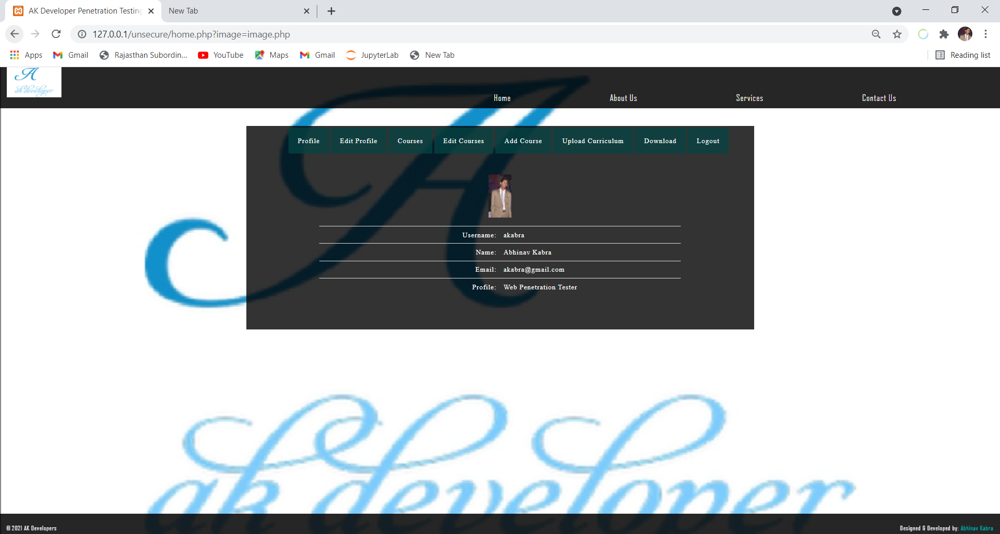 AK Developer Penetration Testing
New Tab
127.0.0.1/unsecure/home.php?image=image.php
Apps
Gmail
Rajasthan Subordin...
YouTube
Maps
Gmail
JupyterLab
New Tab
Reading list
A
ak developer
Home
About Us
Services
Contact Us
Profile
Edit Profile
Courses
Edit Courses
Add Course
Upload Curriculum
Download
Logout
Username: akabra
Name: Abhinav Kabra
Email: akabra@gmail.com
Profile: Web Penetration Tester
A
ak developer
© 2021 AK Developers
Designed & Developed by: Abhinav Kabra